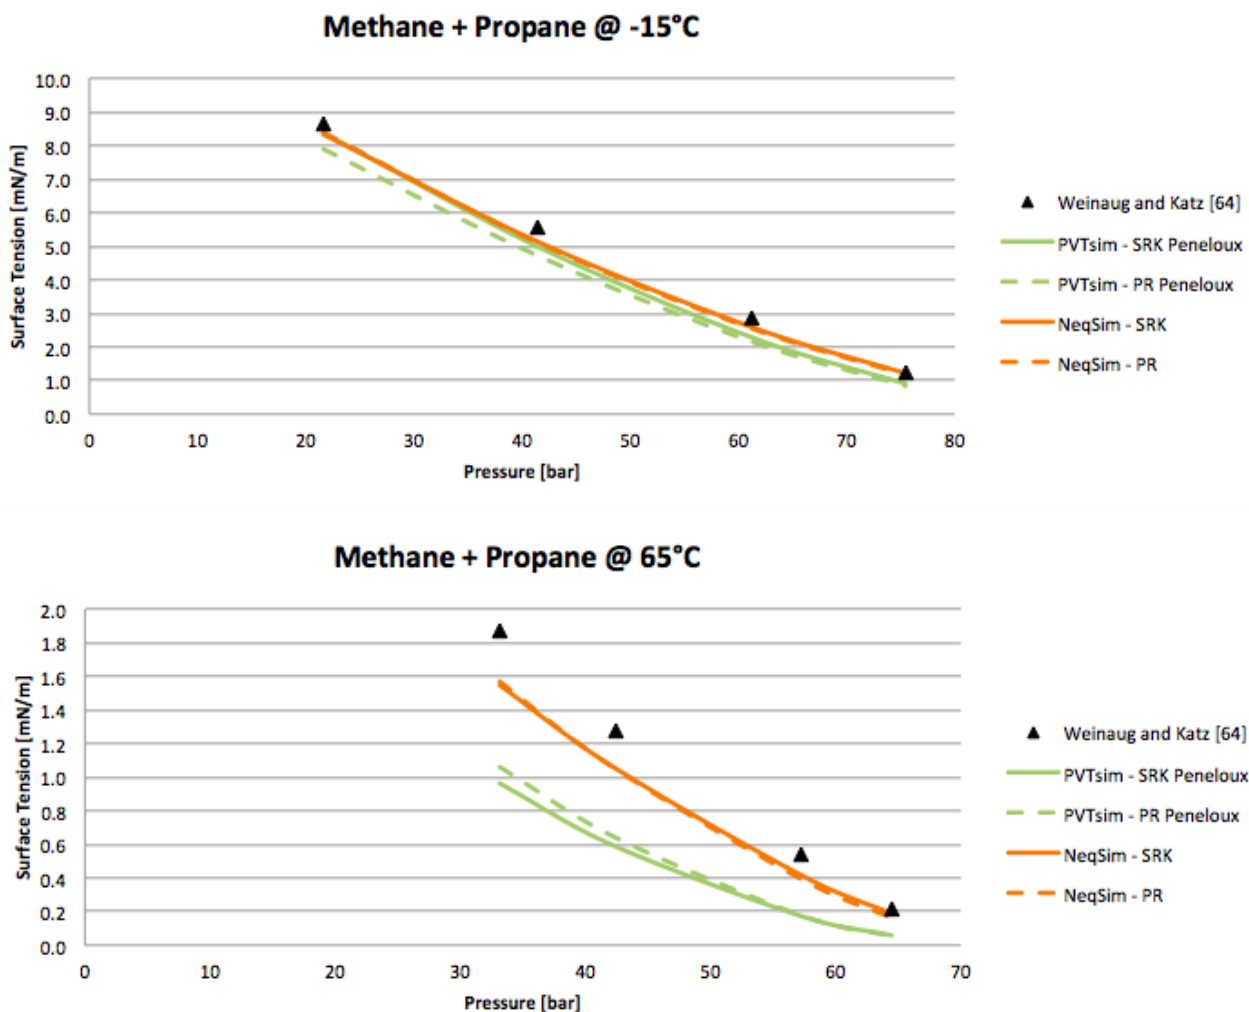 Methane + Propane @ -15°C
Surface Tension [mN/m]
10.0
9.0
8.0
7.0
6.0
5.0
4.0
3.0
2.0
1.0
0.0
0 10 20 30 40 50 60 70 80
Pressure [bar]
Weinaug and Katz [64]
PVTsim - SRK Peneloux
PVTsim - PR Peneloux
NeqSim - SRK
NeqSim - PR
Methane + Propane @ 65°C
Surface Tension [mN/m]
2.0
1.8
1.6
1.4
1.2
1.0
0.8
0.6
0.4
0.2
0.0
0 10 20 30 40 50 60 70
Pressure [bar]
Weinaug and Katz [64]
PVTsim - SRK Peneloux
PVTsim - PR Peneloux
NeqSim - SRK
NeqSim - PR